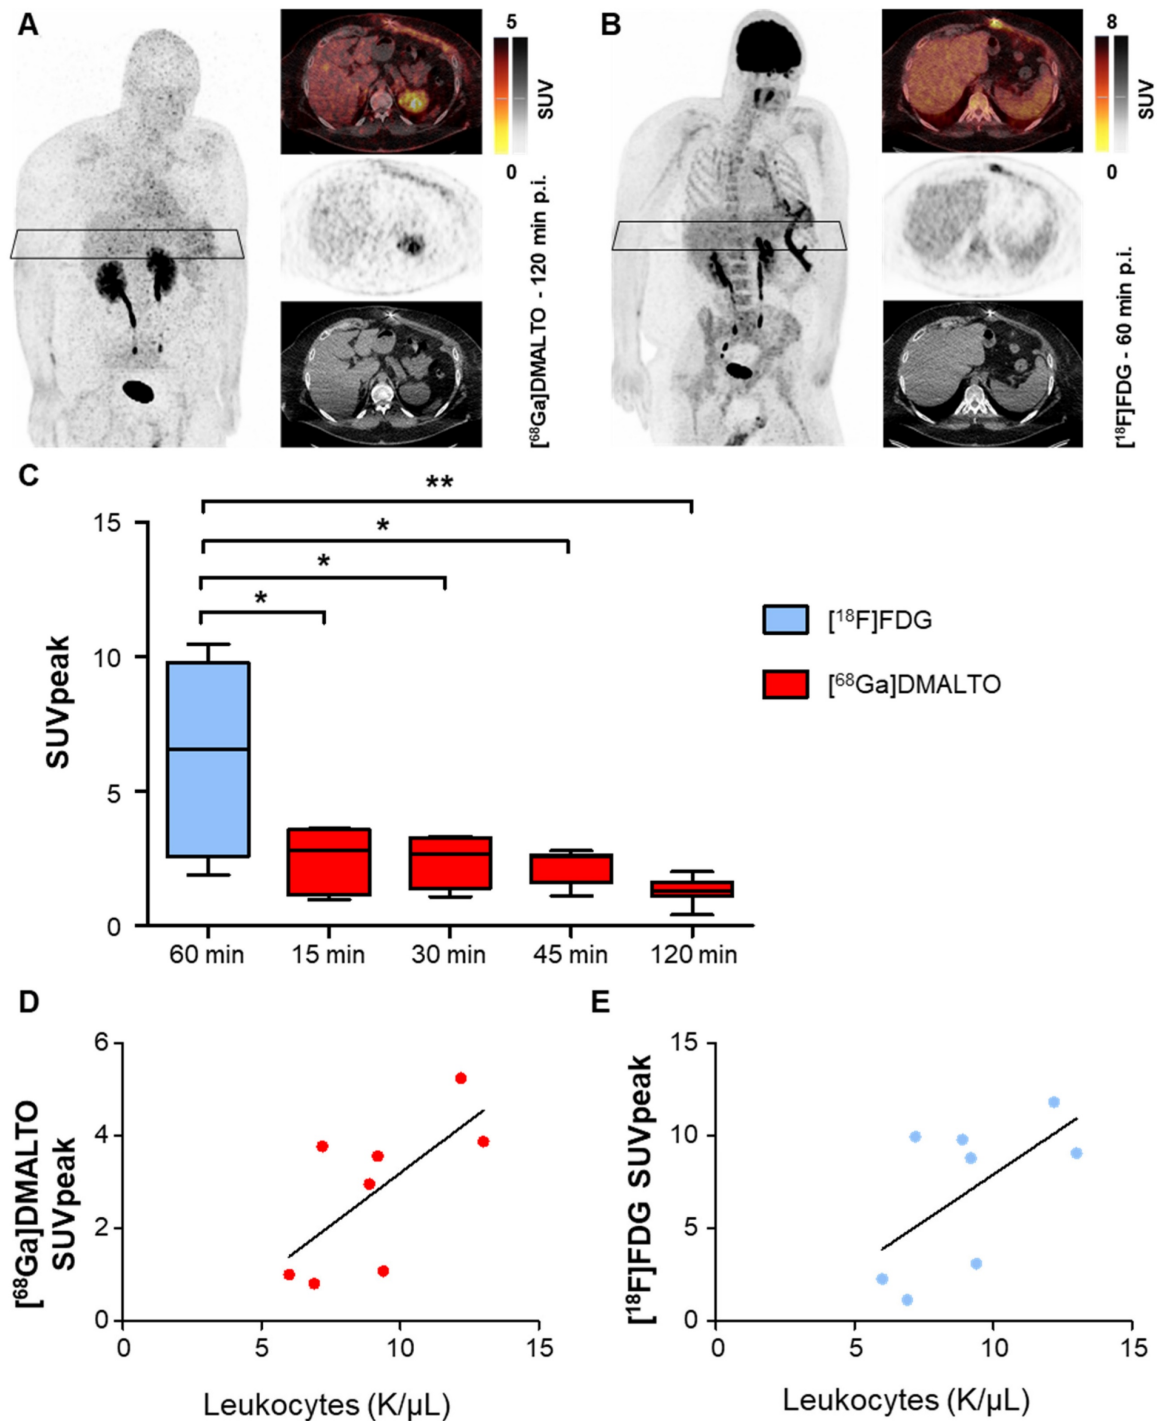 A
5
SUV
0
[⁶⁸Ga]DMALTO - 120 min p.i.
B
8
SUV
0
[¹⁸F]FDG - 60 min p.i.
C
**
*
*
*
15
10
5
0
SUVpeak
60 min 15 min 30 min 45 min 120 min
[¹⁸F]FDG
[⁶⁸Ga]DMALTO
D
6
4
2
0
[⁶⁸Ga]DMALTO
SUVpeak
0 5 10 15
Leukocytes (K/µL)
E
15
10
5
0
[¹⁸F]FDG SUVpeak
0 5 10 15
Leukocytes (K/µL)